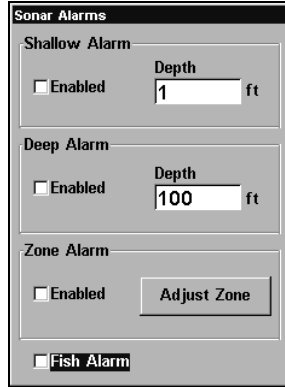 Sonar Alarms
Shallow Alarm
Depth
Enabled
1 ft
Deep Alarm
Depth
Enabled
100 ft
Zone Alarm
Enabled
Adjust Zone
Fish Alarm